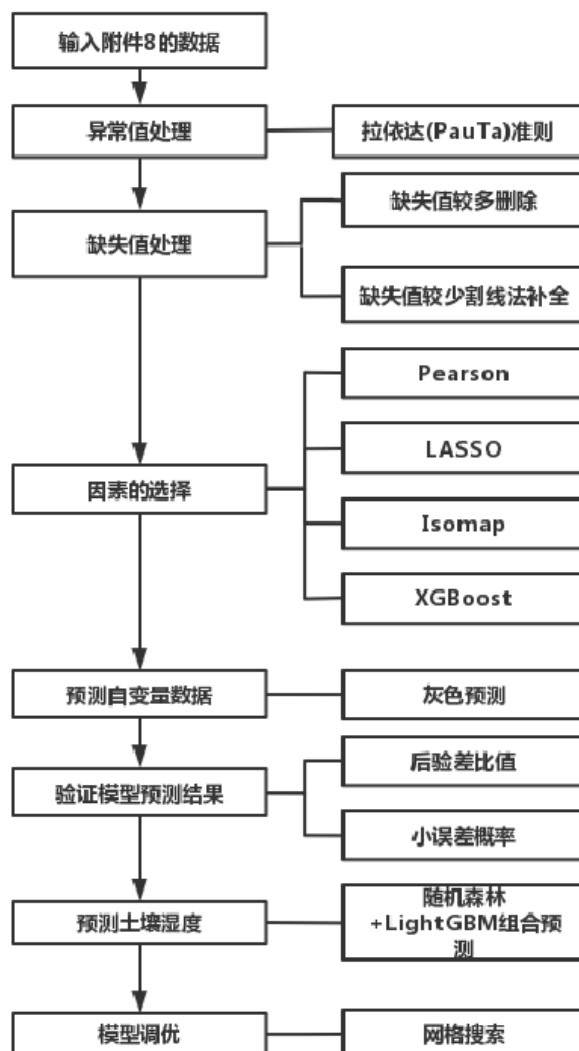 输入附件8的数据
异常值处理
拉依达(PauTa)准则
缺失值处理
缺失值较多删除
缺失值较少割线法补全
因素的选择
Pearson
LASSO
Isomap
XGBoost
预测自变量数据
灰色预测
验证模型预测结果
后验差比值
小误差概率
预测土壤湿度
随机森林
+LightGBM组合预
测
模型调优
网格搜索